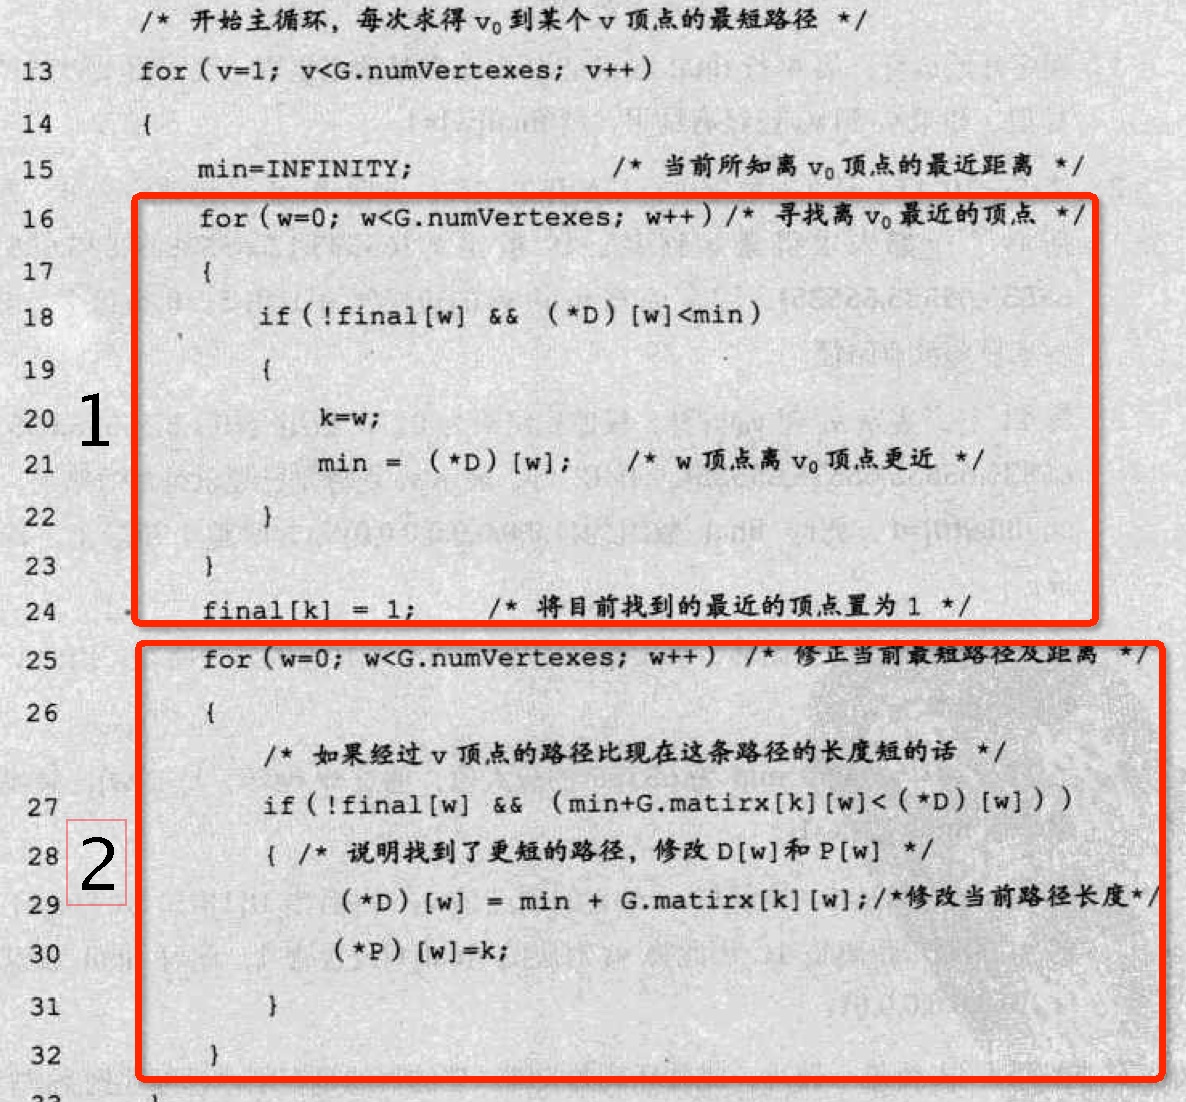 /* 开始主循环，每次求得 v0 到某个 v 顶点的最短路径 */
13 for(v=1; v<G.numVertexes; v++)
14 {
15 min=INFINITY; /* 当前所知离 v0 顶点的最近距离 */
16 for(w=0; w<G.numVertexes; w++) /* 寻找离 v0 最近的顶点 */
17 {
18 if(!final[w] && (*D)[w]<min)
19 {
1
20 k=w;
21 min = (*D)[w]; /* w 顶点离 v0 顶点更近 */
22 }
23 }
24 final[k] = 1; /* 将目前找到的最近的顶点置为 1 */
25 for(w=0; w<G.numVertexes; w++) /* 修正当前最短路径及距离 */
26 {
/* 如果经过 v 顶点的路径比现在这条路径的长度短的话 */
27 if(!final[w] && (min+G.matirx[k][w]<(*D)[w]))
2
28 { /* 说明找到了更短的路径，修改 D[w]和 P[w] */
29 (*D)[w] = min + G.matirx[k][w];/*修改当前路径长度*/
30 (*P)[w]=k;
31 }
32 }